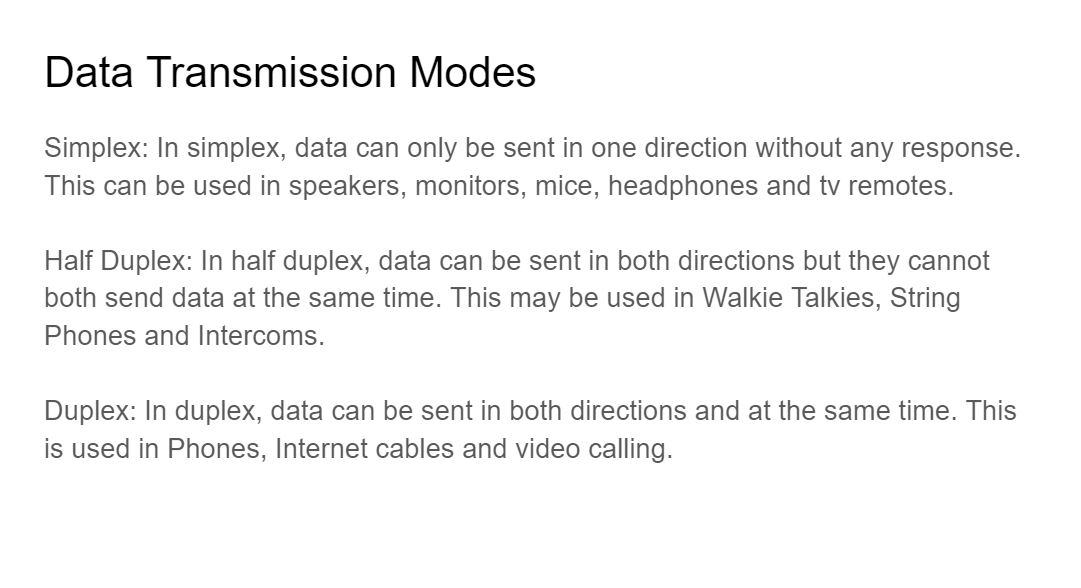 Data Transmission Modes
Simplex: In simplex, data can only be sent in one direction without any response.
This can be used in speakers, monitors, mice, headphones and tv remotes.
Half Duplex: In half duplex, data can be sent in both directions but they cannot
both send data at the same time. This may be used in Walkie Talkies, String
Phones and Intercoms.
Duplex: In duplex, data can be sent in both directions and at the same time. This
is used in Phones, Internet cables and video calling.